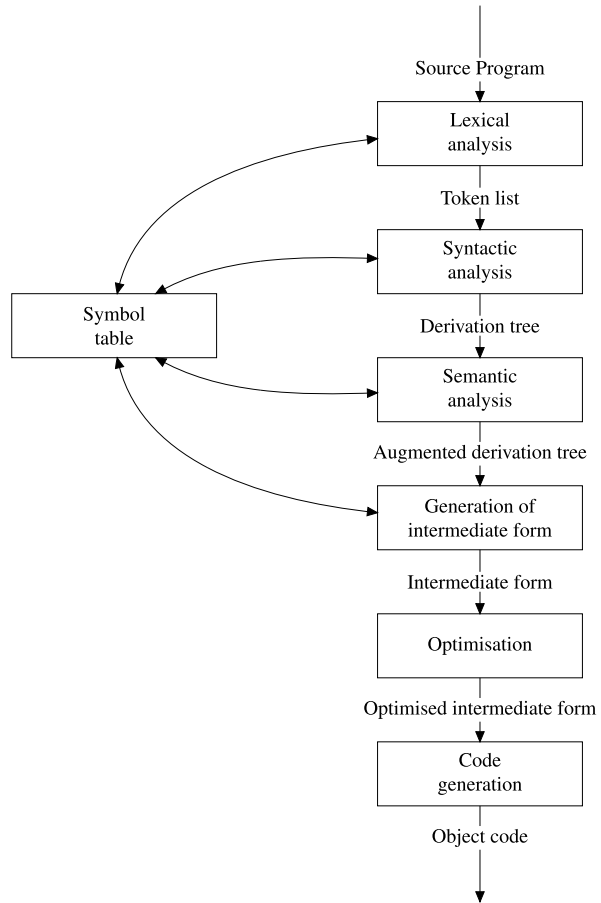 Source Program
Lexical
analysis
Token list
Syntactic
analysis
Symbol
table
Derivation tree
Semantic
analysis
Augmented derivation tree
Generation of
intermediate form
Intermediate form
Optimisation
Optimised intermediate form
Code
generation
Object code